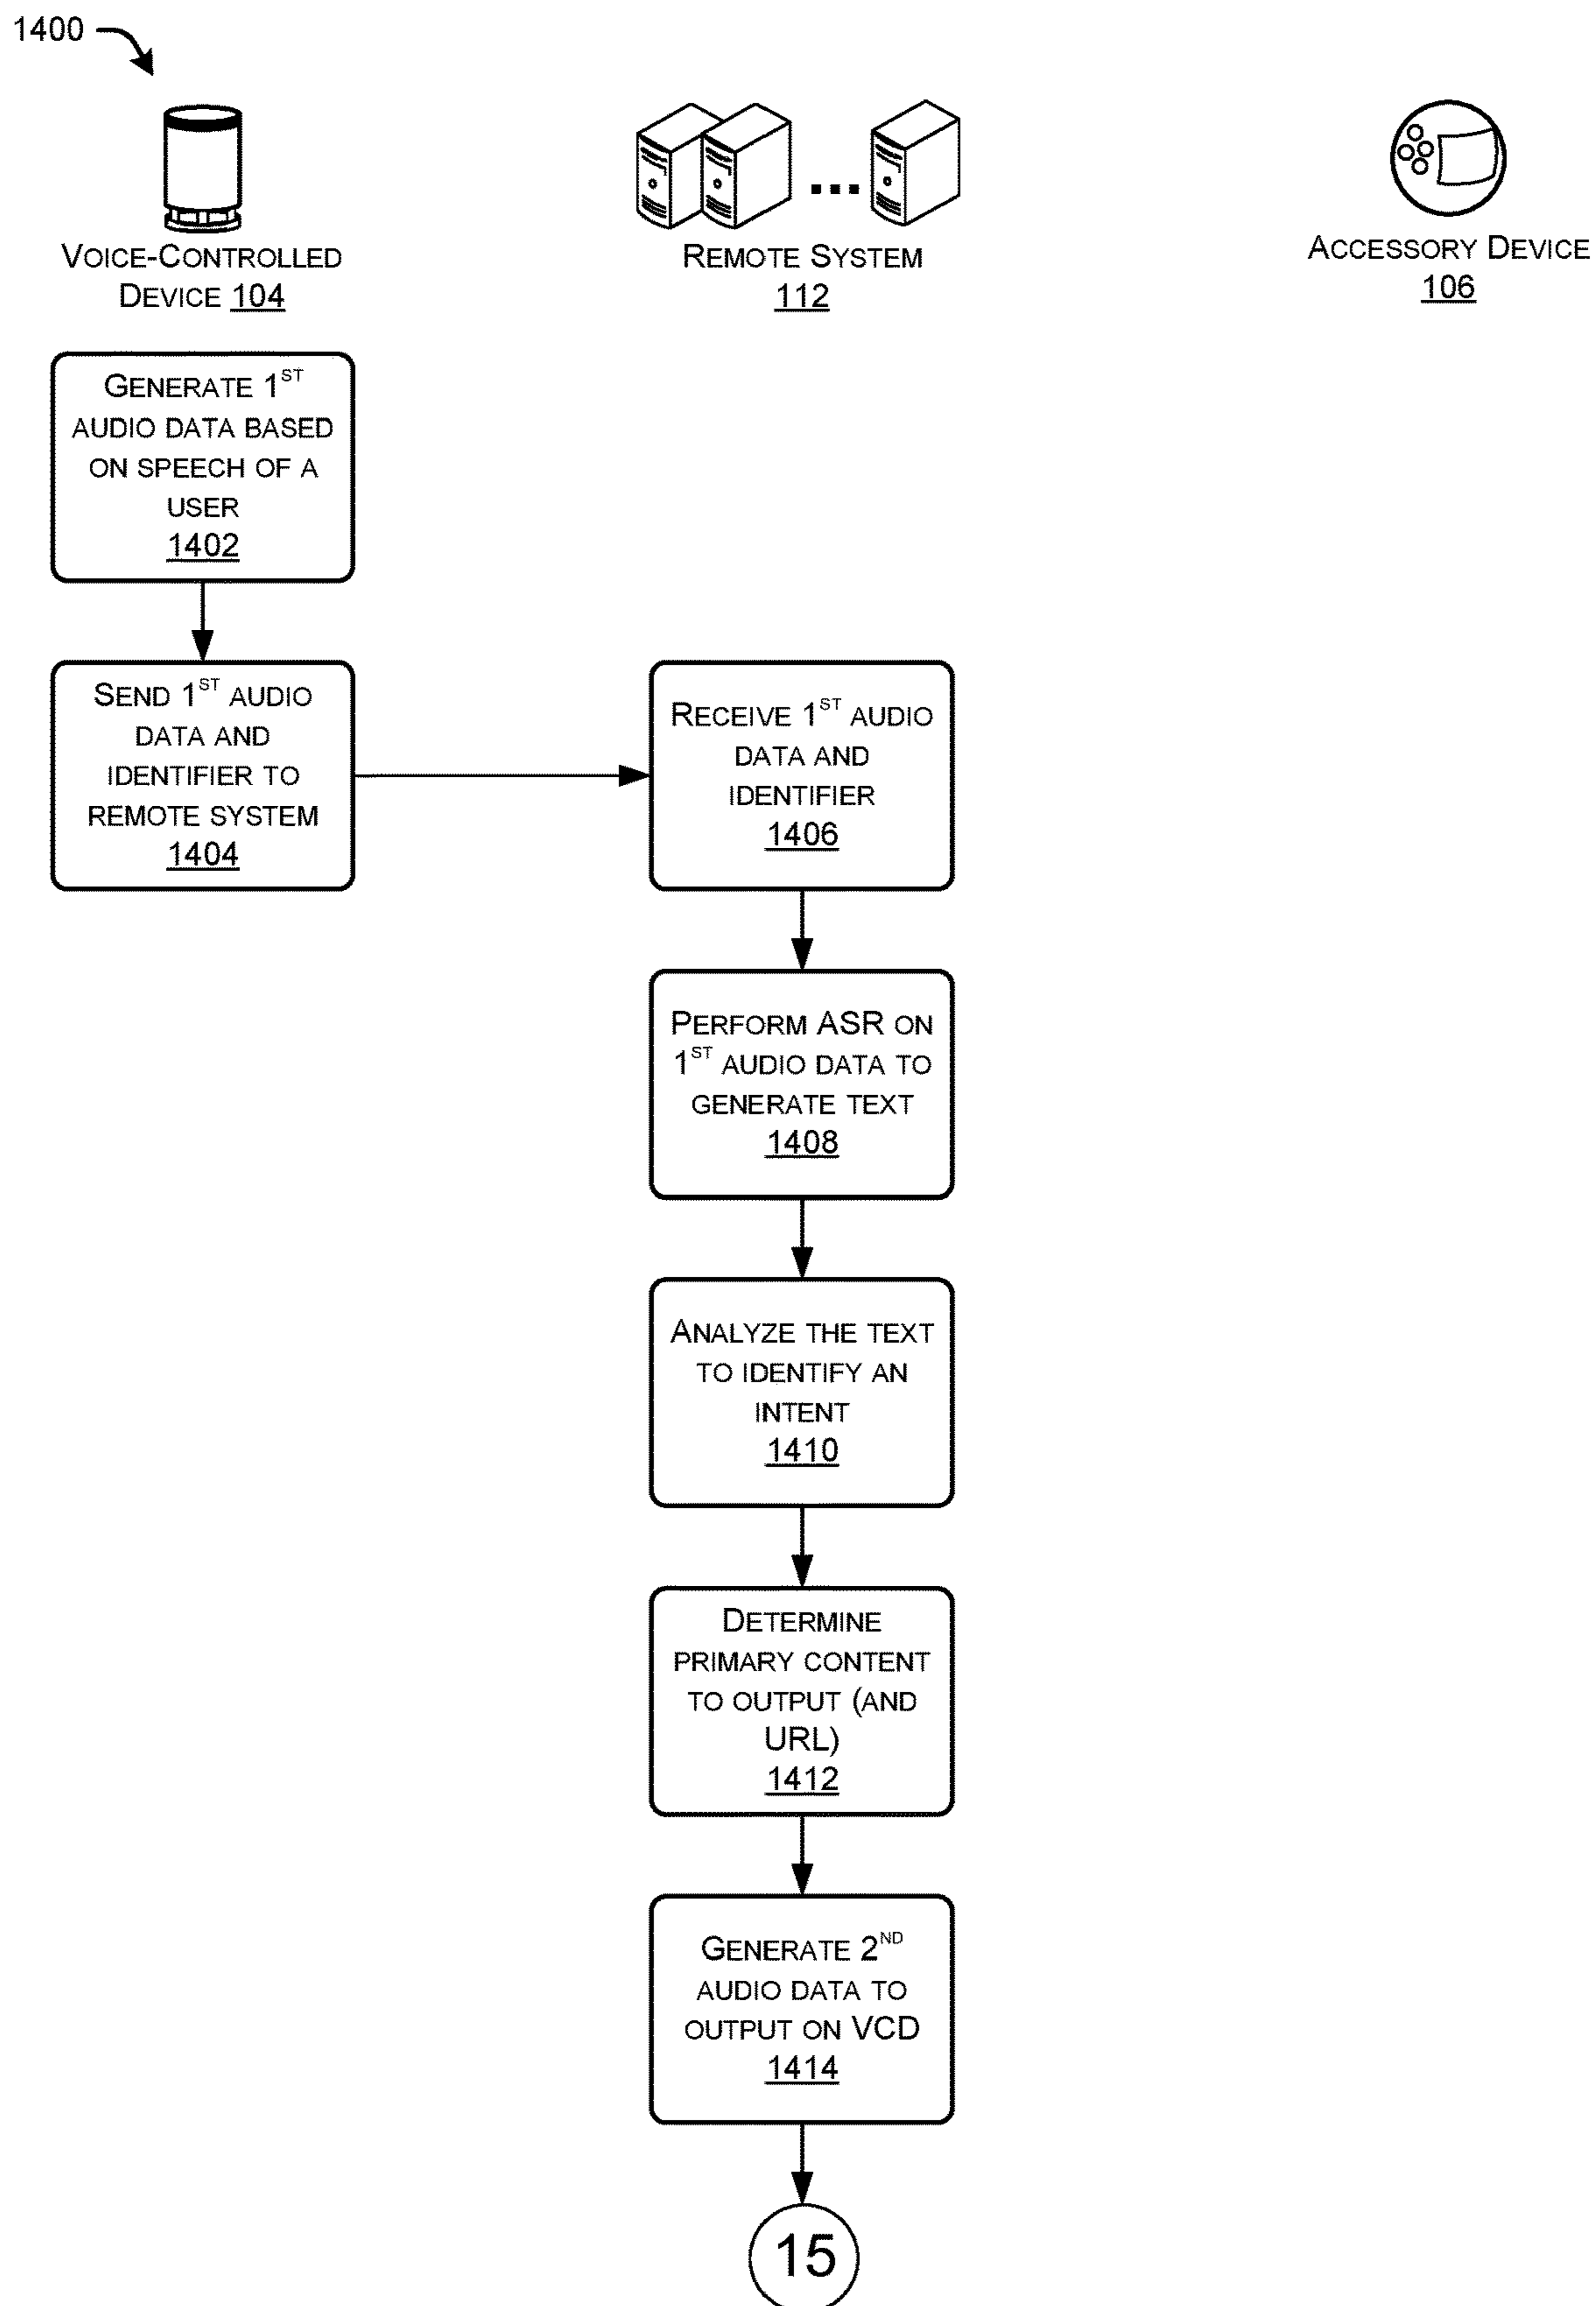 1400
VOICE-CONTROLLED
DEVICE 104
REMOTE SYSTEM
112
ACCESSORY DEVICE
106
GENERATE 1ST
AUDIO DATA BASED
ON SPEECH OF A
USER
1402
SEND 1ST AUDIO
DATA AND
IDENTIFIER TO
REMOTE SYSTEM
1404
RECEIVE 1ST AUDIO
DATA AND
IDENTIFIER
1406
PERFORM ASR ON
1ST AUDIO DATA TO
GENERATE TEXT
1408
ANALYZE THE TEXT
TO IDENTIFY AN
INTENT
1410
DETERMINE
PRIMARY CONTENT
TO OUTPUT (AND
URL)
1412
GENERATE 2ND
AUDIO DATA TO
OUTPUT ON VCD
1414
15